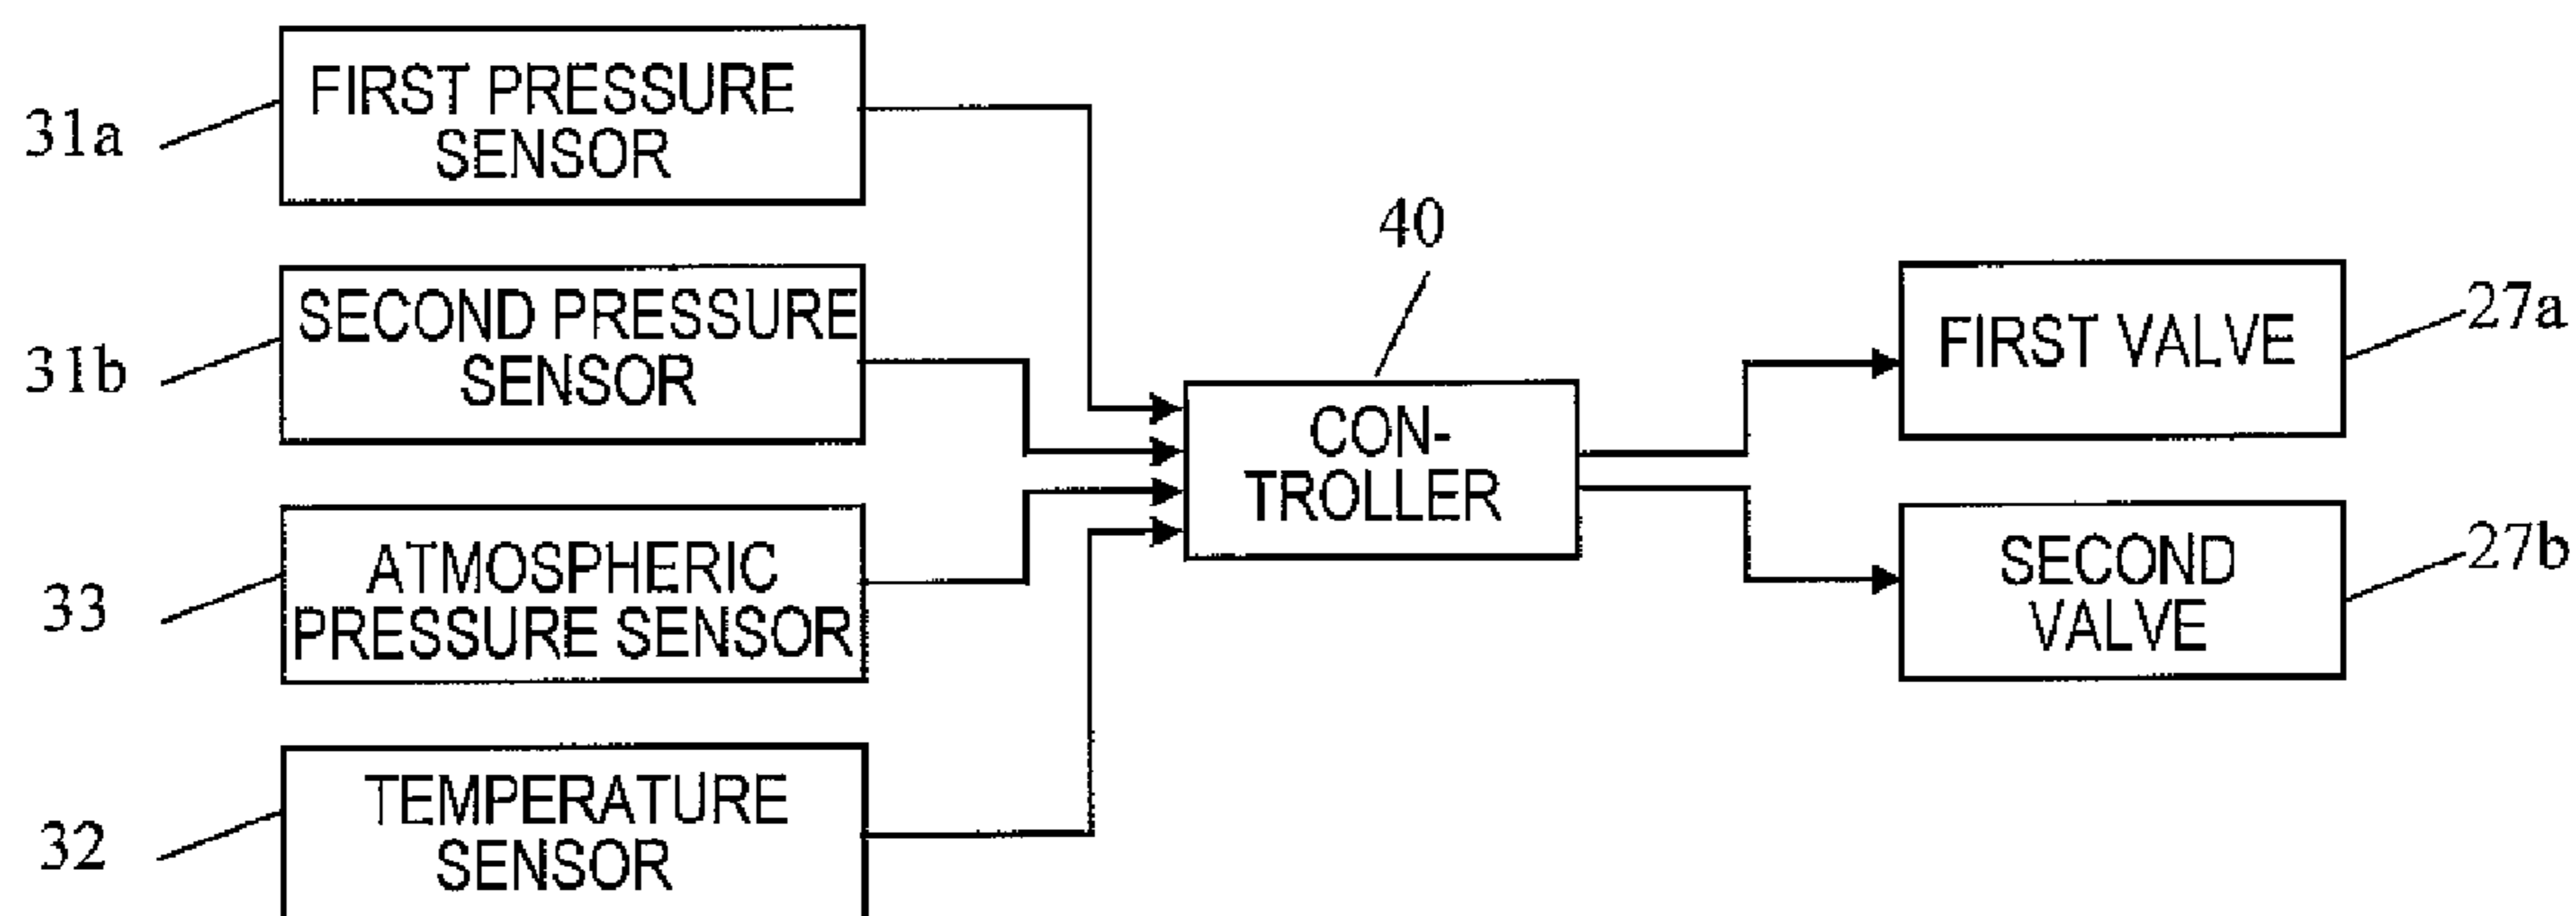 31a
FIRST PRESSURE
SENSOR
31b
SECOND PRESSURE
SENSOR
33
ATMOSPHERIC
PRESSURE SENSOR
32
TEMPERATURE
SENSOR
40
CON-
TROLLER
FIRST VALVE
27a
SECOND
VALVE
27b